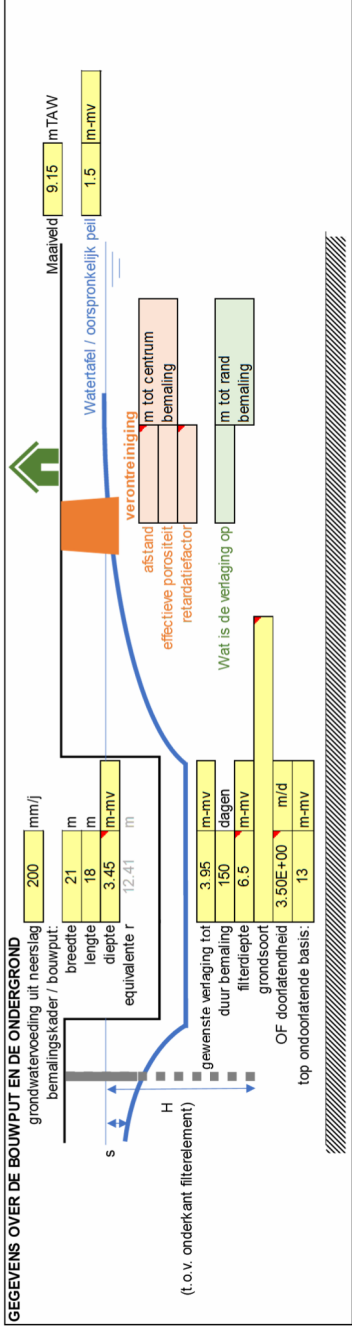 GEGEVENS OVER DE BOUWPUT EN DE ONDERGROND
grondwatervoeding uit neerslag 200 mm/j
bemalingskader / bouwput:
breedte 21 m
lengte 18 m
diepte 3.45 m-mv
equivalente r 12.41 m
Maaiveld 9.15 mTAW
Watertafel / oorspronkelijk peil 1.5 m-mv
s
H
(t.o.v. onderkant filterelement)
gewenste verlaging tot 3.95 m-mv
duur bemaling 150 dagen
filterdiepte 6.5 m-mv
grondsoort
OF doorlatendheid 3.50E+00 m/d
top ondoorlatende basis: 13 m-mv
verontreiniging
afstand m tot centrum
effectieve porositeit bemaling
retardatiefactor
Wat is de verlaging op m tot rand
bemaling